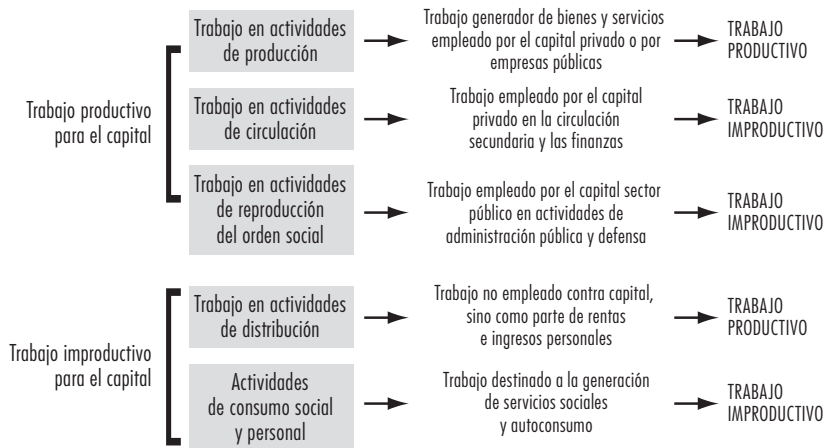 Trabajo productivo
para el capital
Trabajo en actividades
de producción
Trabajo generador de bienes y servicios
empleado por el capital privado o por
empresas públicas
TRABAJO
PRODUCTIVO
Trabajo en actividades
de circulación
Trabajo empleado por el capital
privado en la circulación
secundaria y las finanzas
TRABAJO
IMPRODUCTIVO
Trabajo en actividades
de reproducción
del orden social
Trabajo empleado por el capital sector
público en actividades de
administración pública y defensa
TRABAJO
IMPRODUCTIVO
Trabajo improductivo
para el capital
Trabajo en actividades
de distribución
Trabajo no empleado contra capital,
sino como parte de rentas
e ingresos personales
TRABAJO
PRODUCTIVO
Actividades
de consumo social
y personal
Trabajo destinado a la generación
de servicios sociales
y autoconsumo
TRABAJO
IMPRODUCTIVO